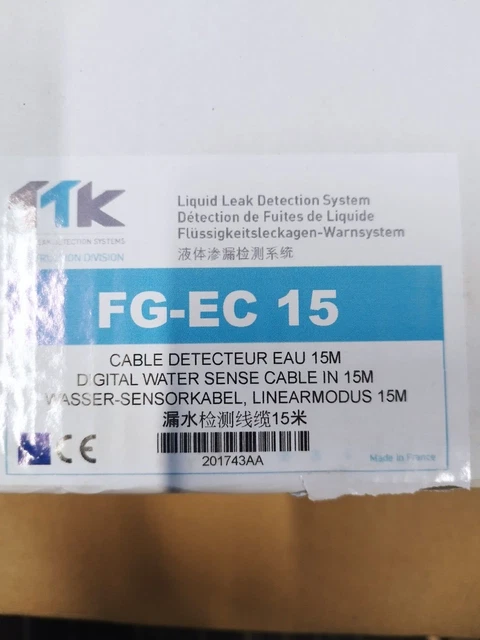 TTK
Liquid Leak Detection System
Détection de Fuites de Liquide
Flüssigkeitsleckagen-Warnsystem
液体渗漏检测系统
DETECTION SYSTEMS
DIVISION
FG-EC 15
CABLE DETECTEUR EAU 15M
DIGITAL WATER SENSE CABLE IN 15M
WASSER-SENSORKABEL, LINEARMODUS 15M
漏水检测线缆15米
CE
201743AA
Made in France